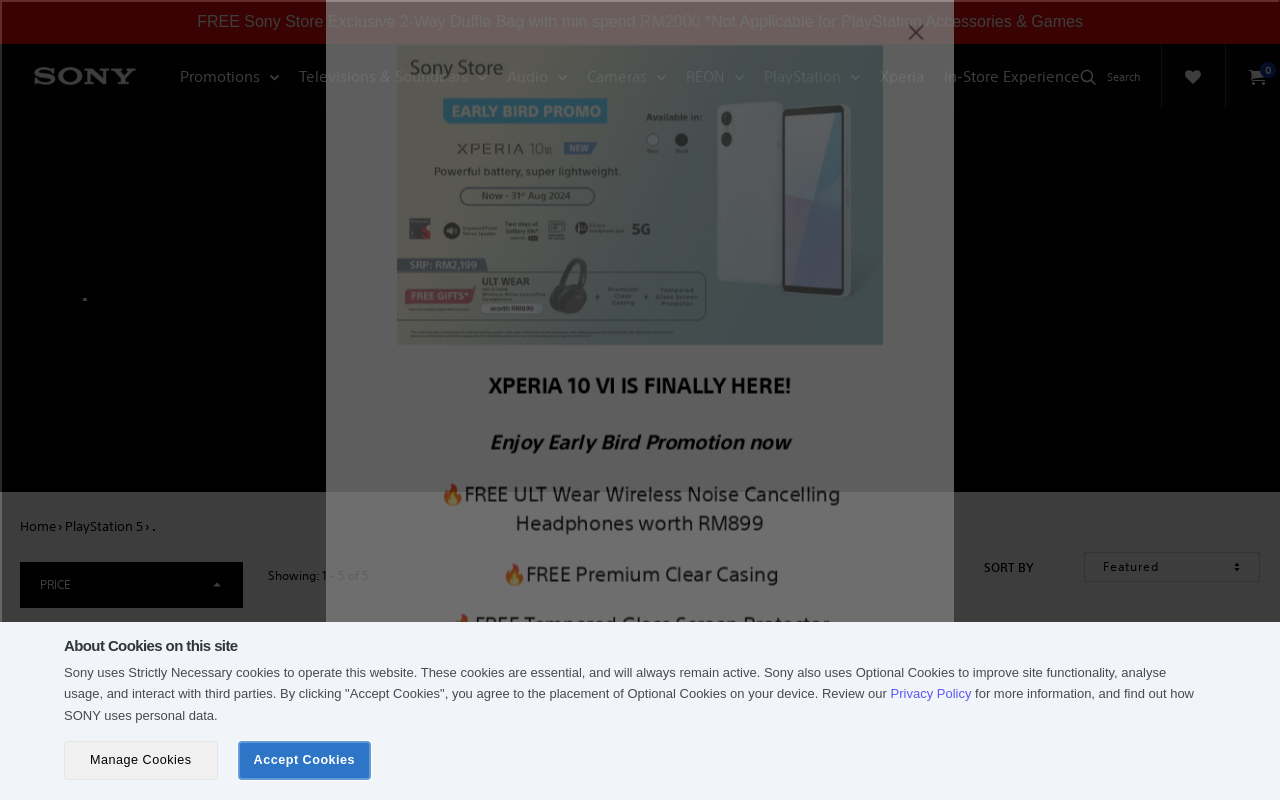 FREE Sony Store Exclusive 2-Way Duffle Bag with min spend RM2000 *Not Applicable for PlayStation Accessories & Games
SONY
Promotions
Televisions & Soundbars
Audio
Cameras
REON
PlayStation
Xperia
In-Store Experience
Search
0
Sony Store
EARLY BIRD PROMO
XPERIA 10 VI NEW
Powerful battery, super lightweight.
Now - 31st Aug 2024
Available in:
Black
5G
SRP: RM2,199
FREE GIFTS*
ULT WEAR
Wireless Noise Cancelling
Headphones
worth RM899
+ Premium Clear Casing
+ Tempered Glass Screen Protector
XPERIA 10 VI IS FINALLY HERE!
Enjoy Early Bird Promotion now
🔥FREE ULT Wear Wireless Noise Cancelling
Headphones worth RM899
🔥FREE Premium Clear Casing
🔥FREE Tempered Glass Screen Protector
Home › PlayStation 5 › .
PRICE
Showing: 1 - 5 of 5
SORT BY
Featured
About Cookies on this site
Sony uses Strictly Necessary cookies to operate this website. These cookies are essential, and will always remain active. Sony also uses Optional Cookies to improve site functionality, analyse
usage, and interact with third parties. By clicking "Accept Cookies", you agree to the placement of Optional Cookies on your device. Review our Privacy Policy for more information, and find out how
SONY uses personal data.
Manage Cookies
Accept Cookies